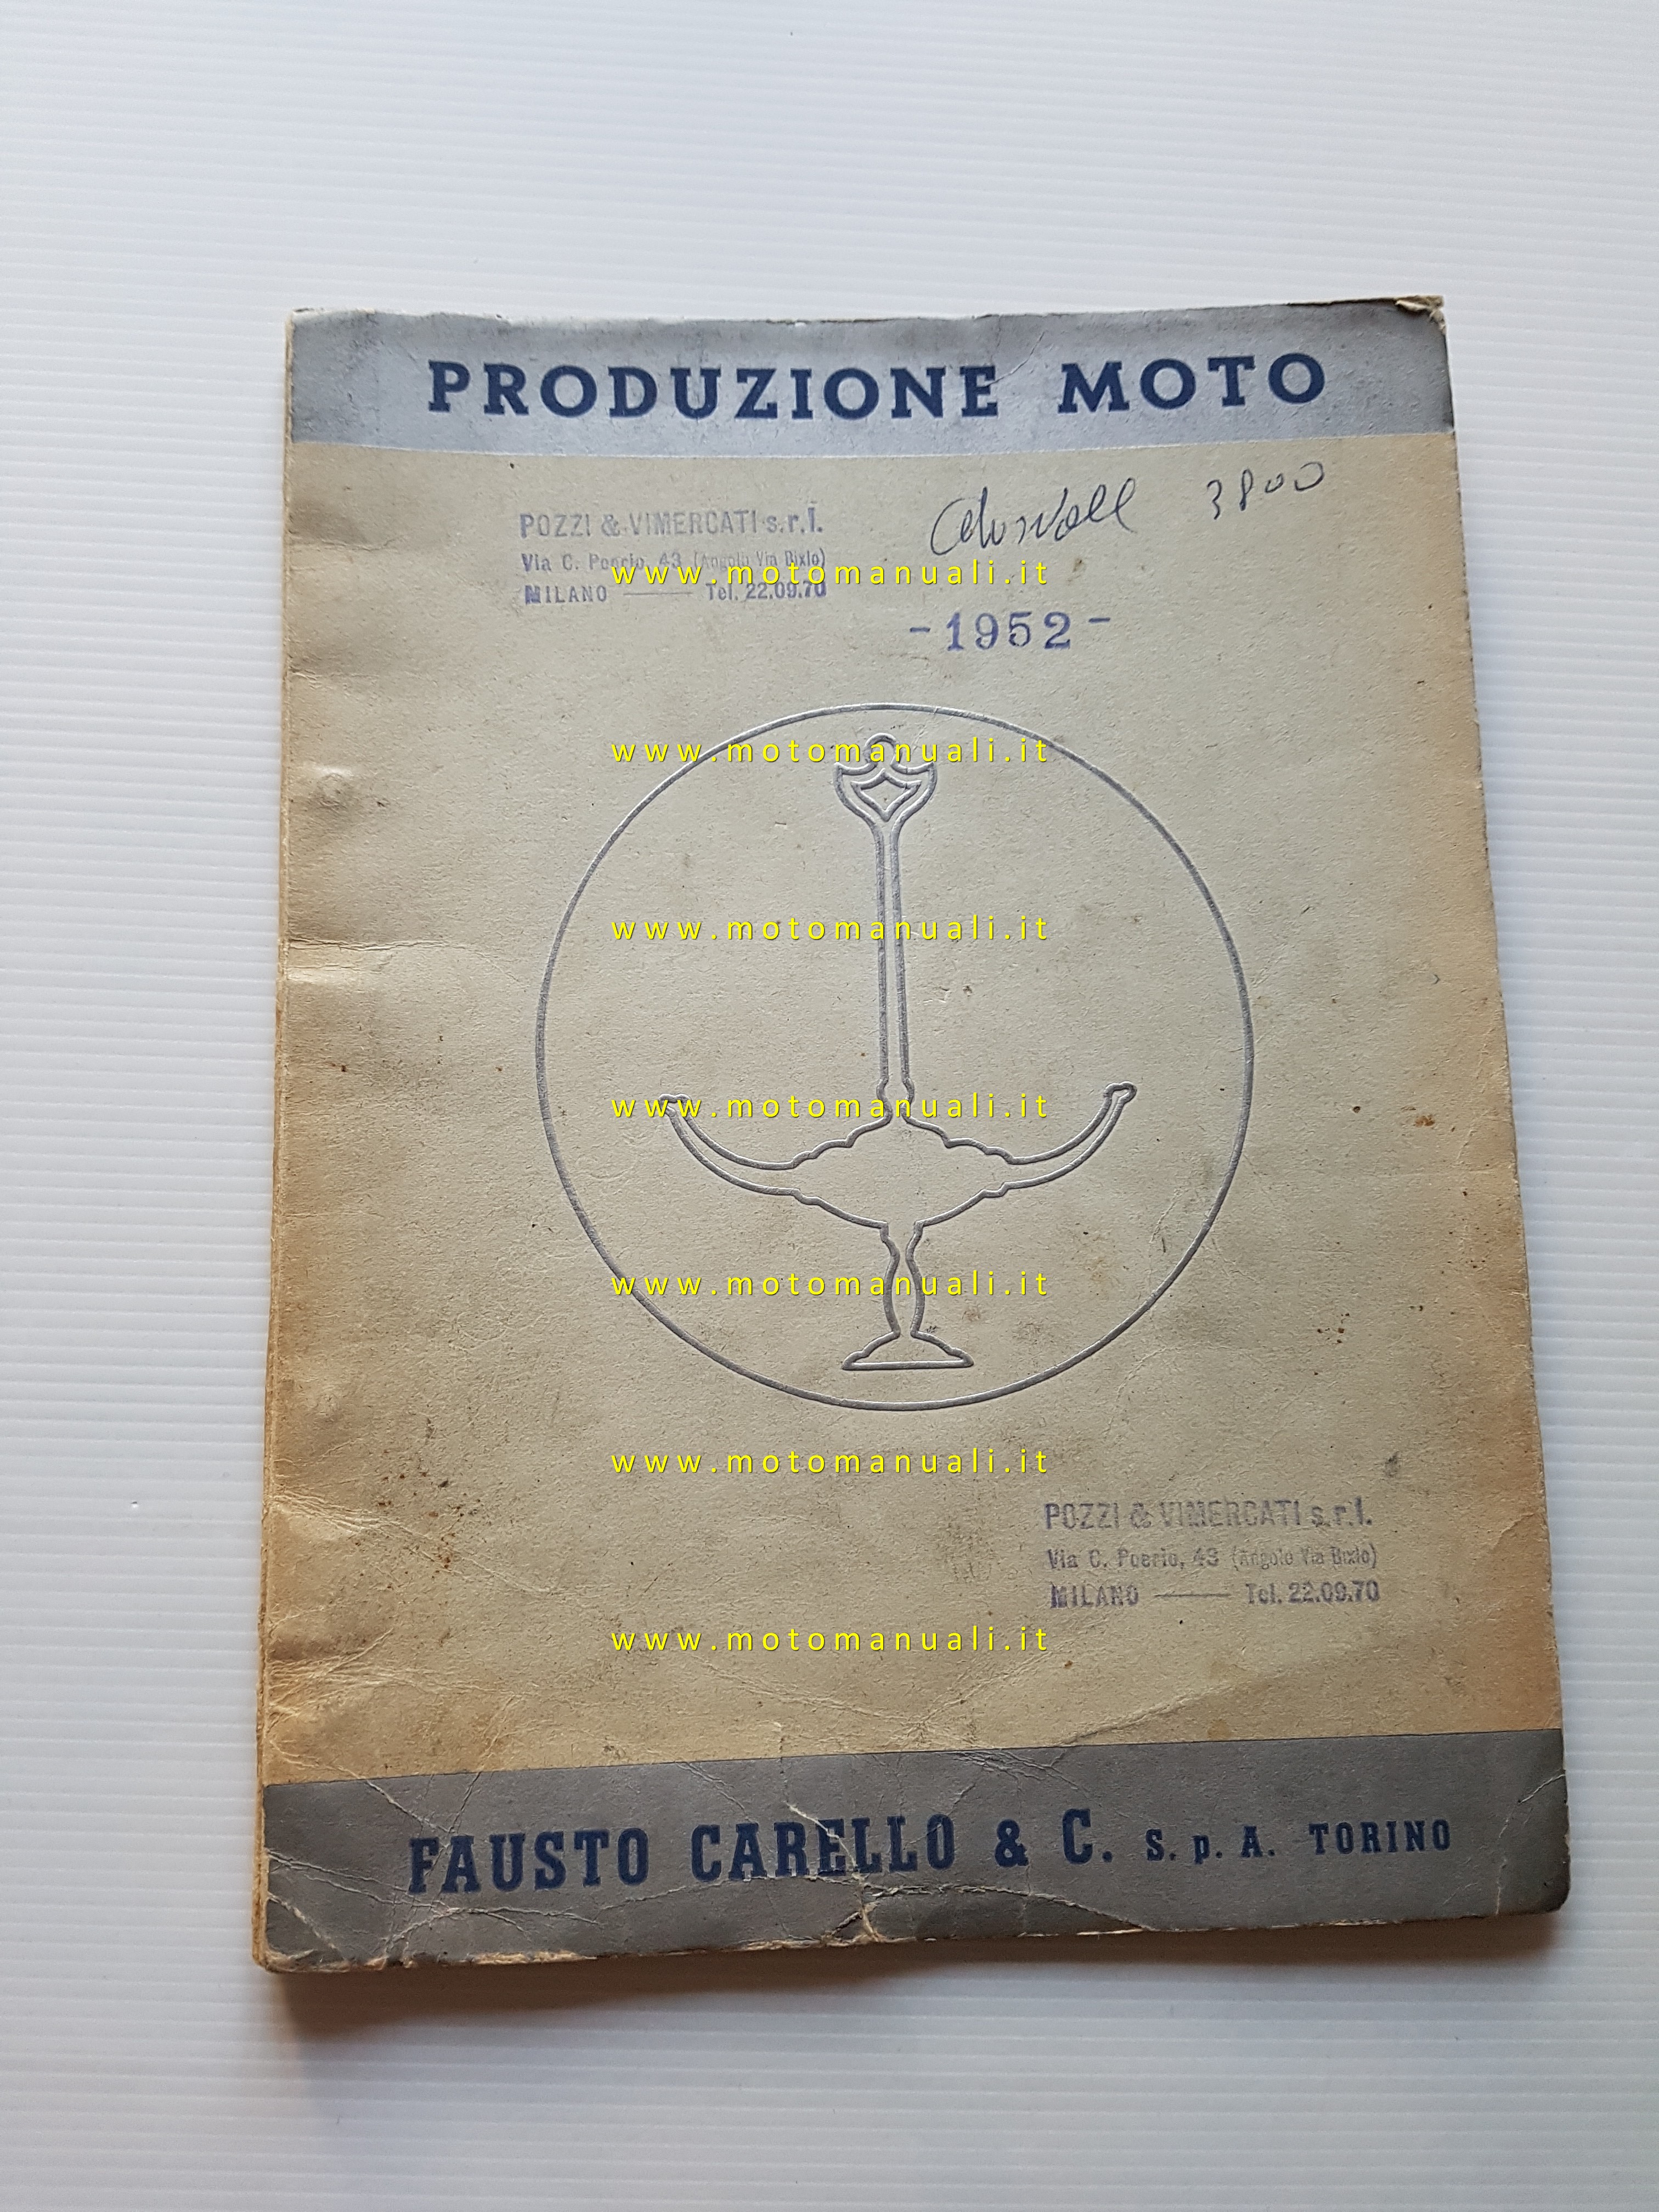 PRODUZIONE MOTO
3800
POZZI & VIMERCATI s.r.l.
Via C. Poerio, 43 (Angolo Via Bixio)
www.motomanuali.it
MILANO —— Tel. 22.09.70
-1952-
www.motomanuali.it
www.motomanuali.it
www.motomanuali.it
www.motomanuali.it
www.motomanuali.it
POZZI & VIMERCATI s.r.l.
Via C. Poerio, 43 (Angolo Via Bixio)
MILANO —— Tel. 22.09.70
www.motomanuali.it
FAUSTO CARELLO & C. S. p. A. TORINO